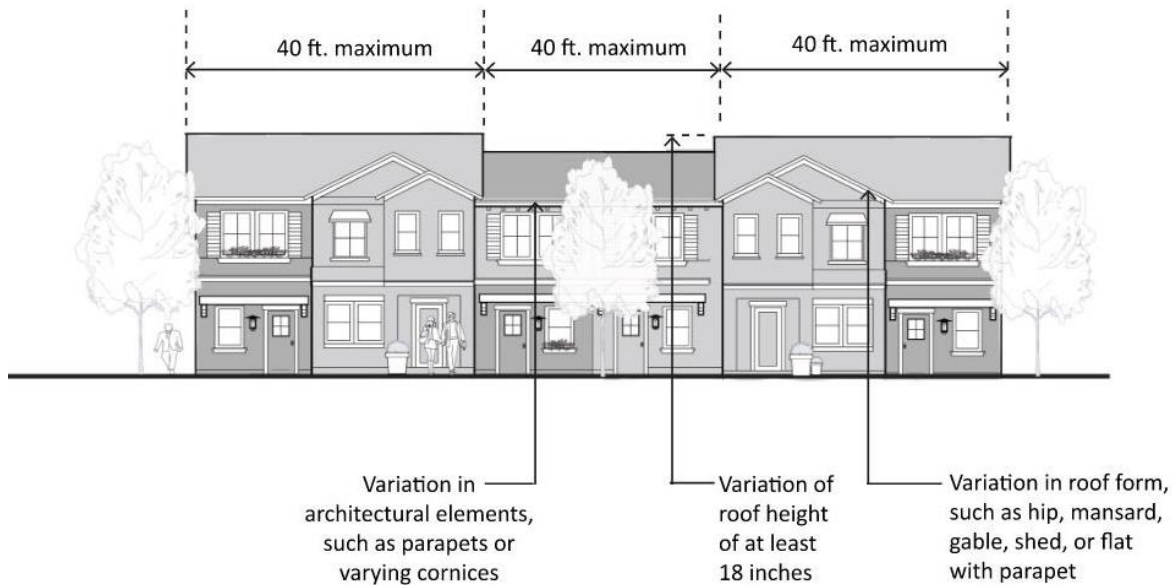 40 ft. maximum
40 ft. maximum
40 ft. maximum
Variation in
architectural elements,
such as parapets or
varying cornices
Variation of
roof height
of at least
18 inches
Variation in roof form,
such as hip, mansard,
gable, shed, or flat
with parapet